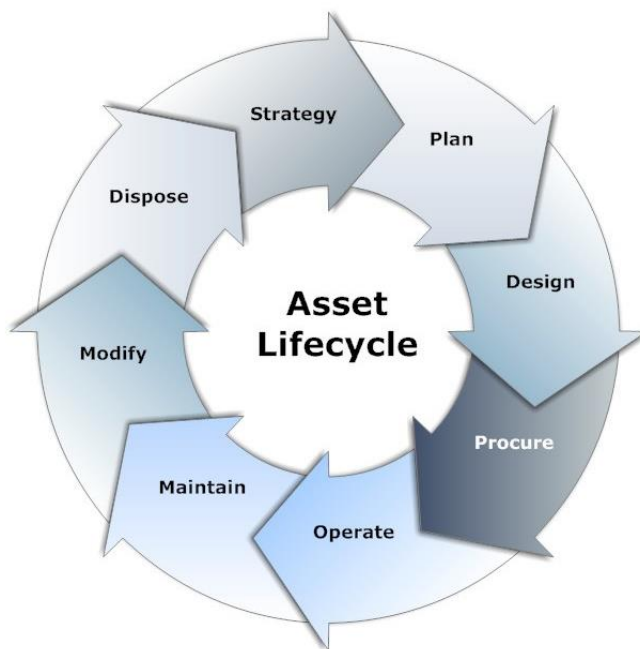 Strategy
Plan
Design
Procure
Operate
Maintain
Modify
Dispose
Asset
Lifecycle